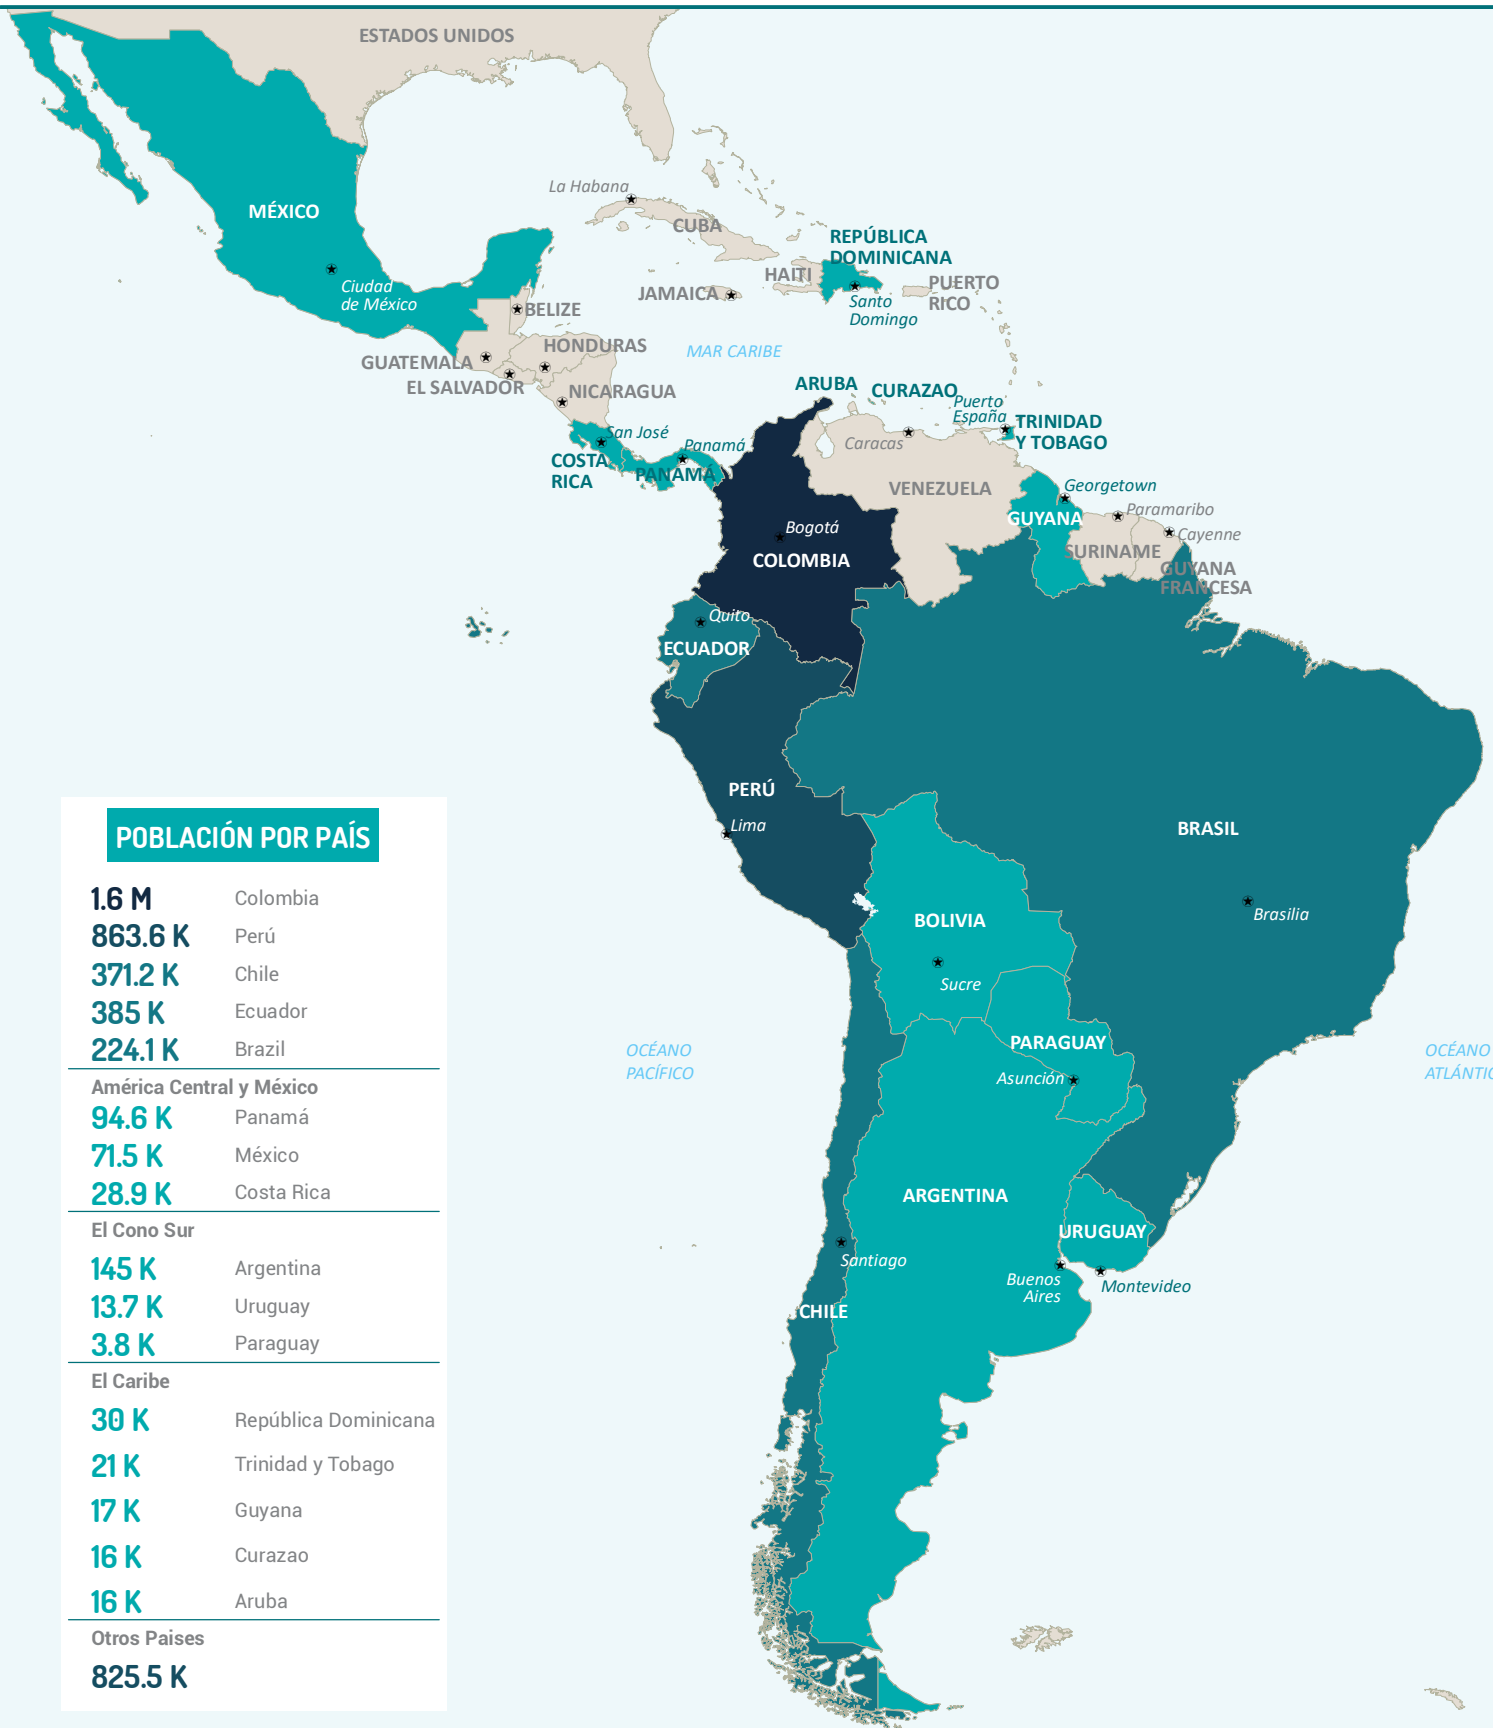 ESTADOS UNIDOS
MÉXICO
Ciudad
de México
La Habana
CUBA
REPÚBLICA
DOMINICANA
HAITI
JAMAICA
Santo
Domingo
PUERTO
RICO
BELIZE
HONDURAS
GUATEMALA
EL SALVADOR
NICARAGUA
MAR CARIBE
ARUBA
CURAZAO
Puerto
España
TRINIDAD
Y TOBAGO
San José
Panamá
Caracas
COSTA
RICA
PANAMÁ
VENEZUELA
Georgetown
GUYANA
Paramaribo
Cayenne
SURINAME
GUYANA
FRANCESA
Bogotá
COLOMBIA
Quito
ECUADOR
PERÚ
Lima
BRASIL
Brasilia
BOLIVIA
Sucre
PARAGUAY
Asunción
OCÉANO
PACÍFICO
OCÉANO
ATLÁNTIC
ARGENTINA
URUGUAY
Santiago
Buenos
Aires
Montevideo
CHILE
POBLACIÓN POR PAÍS
1.6 M Colombia
863.6 K Perú
371.2 K Chile
385 K Ecuador
224.1 K Brazil
América Central y México
94.6 K Panamá
71.5 K México
28.9 K Costa Rica
El Cono Sur
145 K Argentina
13.7 K Uruguay
3.8 K Paraguay
El Caribe
30 K República Dominicana
21 K Trinidad y Tobago
17 K Guyana
16 K Curazao
16 K Aruba
Otros Paises
825.5 K